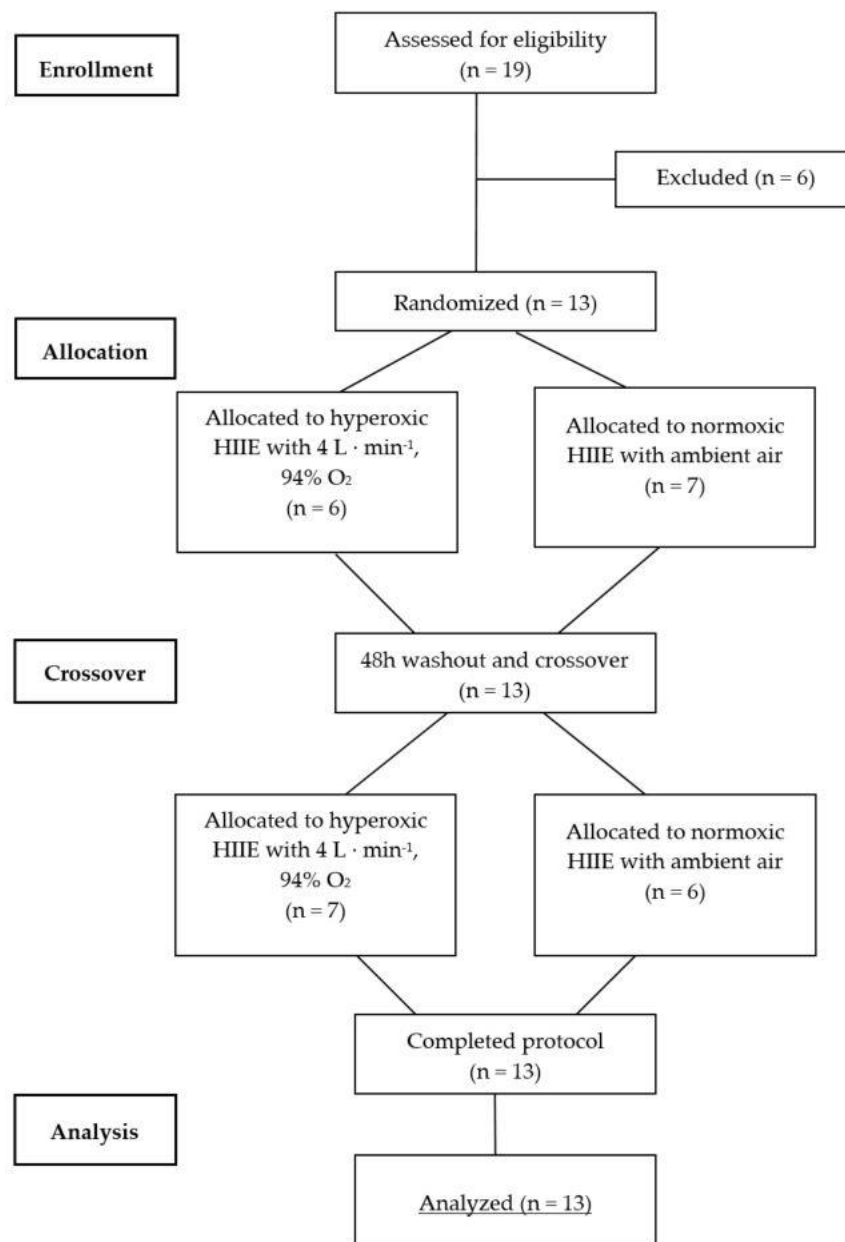 Enrollment
Assessed for eligibility
(n = 19)
Excluded (n = 6)
Randomized (n = 13)
Allocation
Allocated to hyperoxic
HIIE with 4 L · min⁻¹,
94% O₂
(n = 6)
Allocated to normoxic
HIIE with ambient air
(n = 7)
Crossover
48h washout and crossover
(n = 13)
Allocated to hyperoxic
HIIE with 4 L · min⁻¹,
94% O₂
(n = 7)
Allocated to normoxic
HIIE with ambient air
(n = 6)
Completed protocol
(n = 13)
Analysis
Analyzed (n = 13)